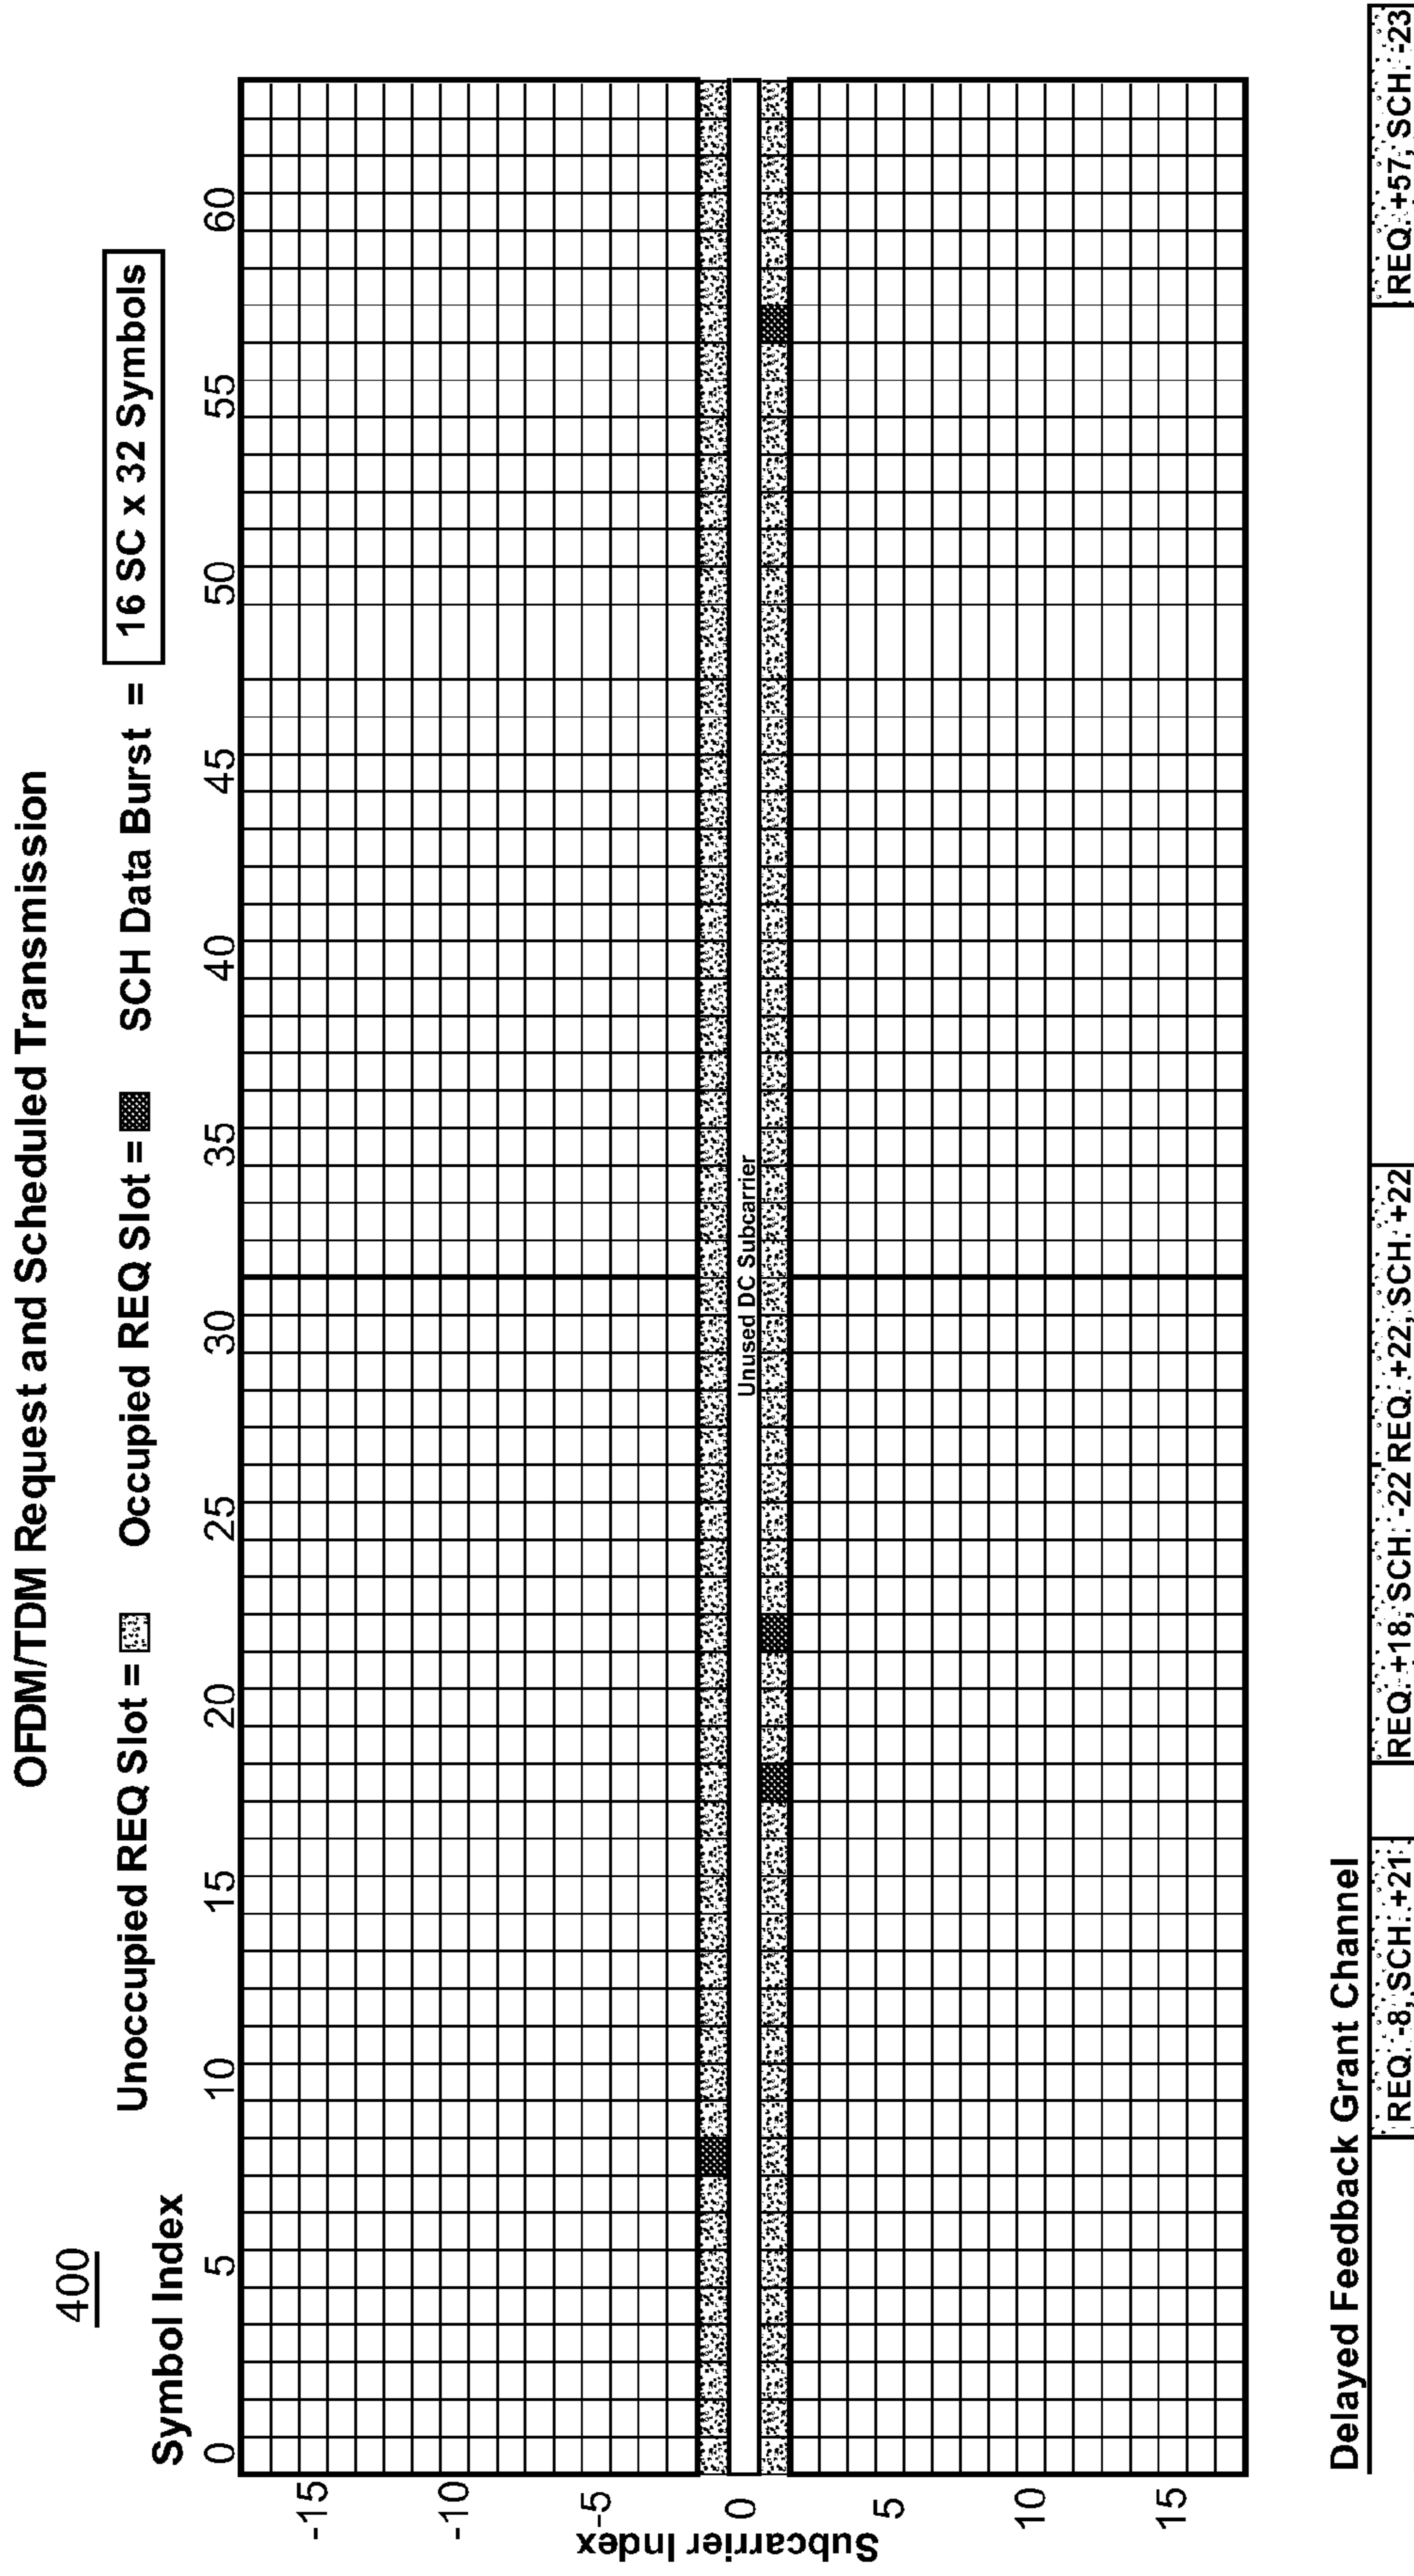 OFDM/TDM Request and Scheduled Transmission
400
Unoccupied REQ Slot = Occupied REQ Slot = SCH Data Burst = 16 SC x 32 Symbols
Symbol Index
0 5 10 15 20 25 30 35 40 45 50 55 60
Subcarrier Index
-15
-10
-5
0
5
10
15
Unused DC Subcarrier
Delayed Feedback Grant Channel
REQ. -8, SCH. +21
REQ. +18, SCH. -22
REQ. +22, SCH. +22
REQ. +57, SCH. -23